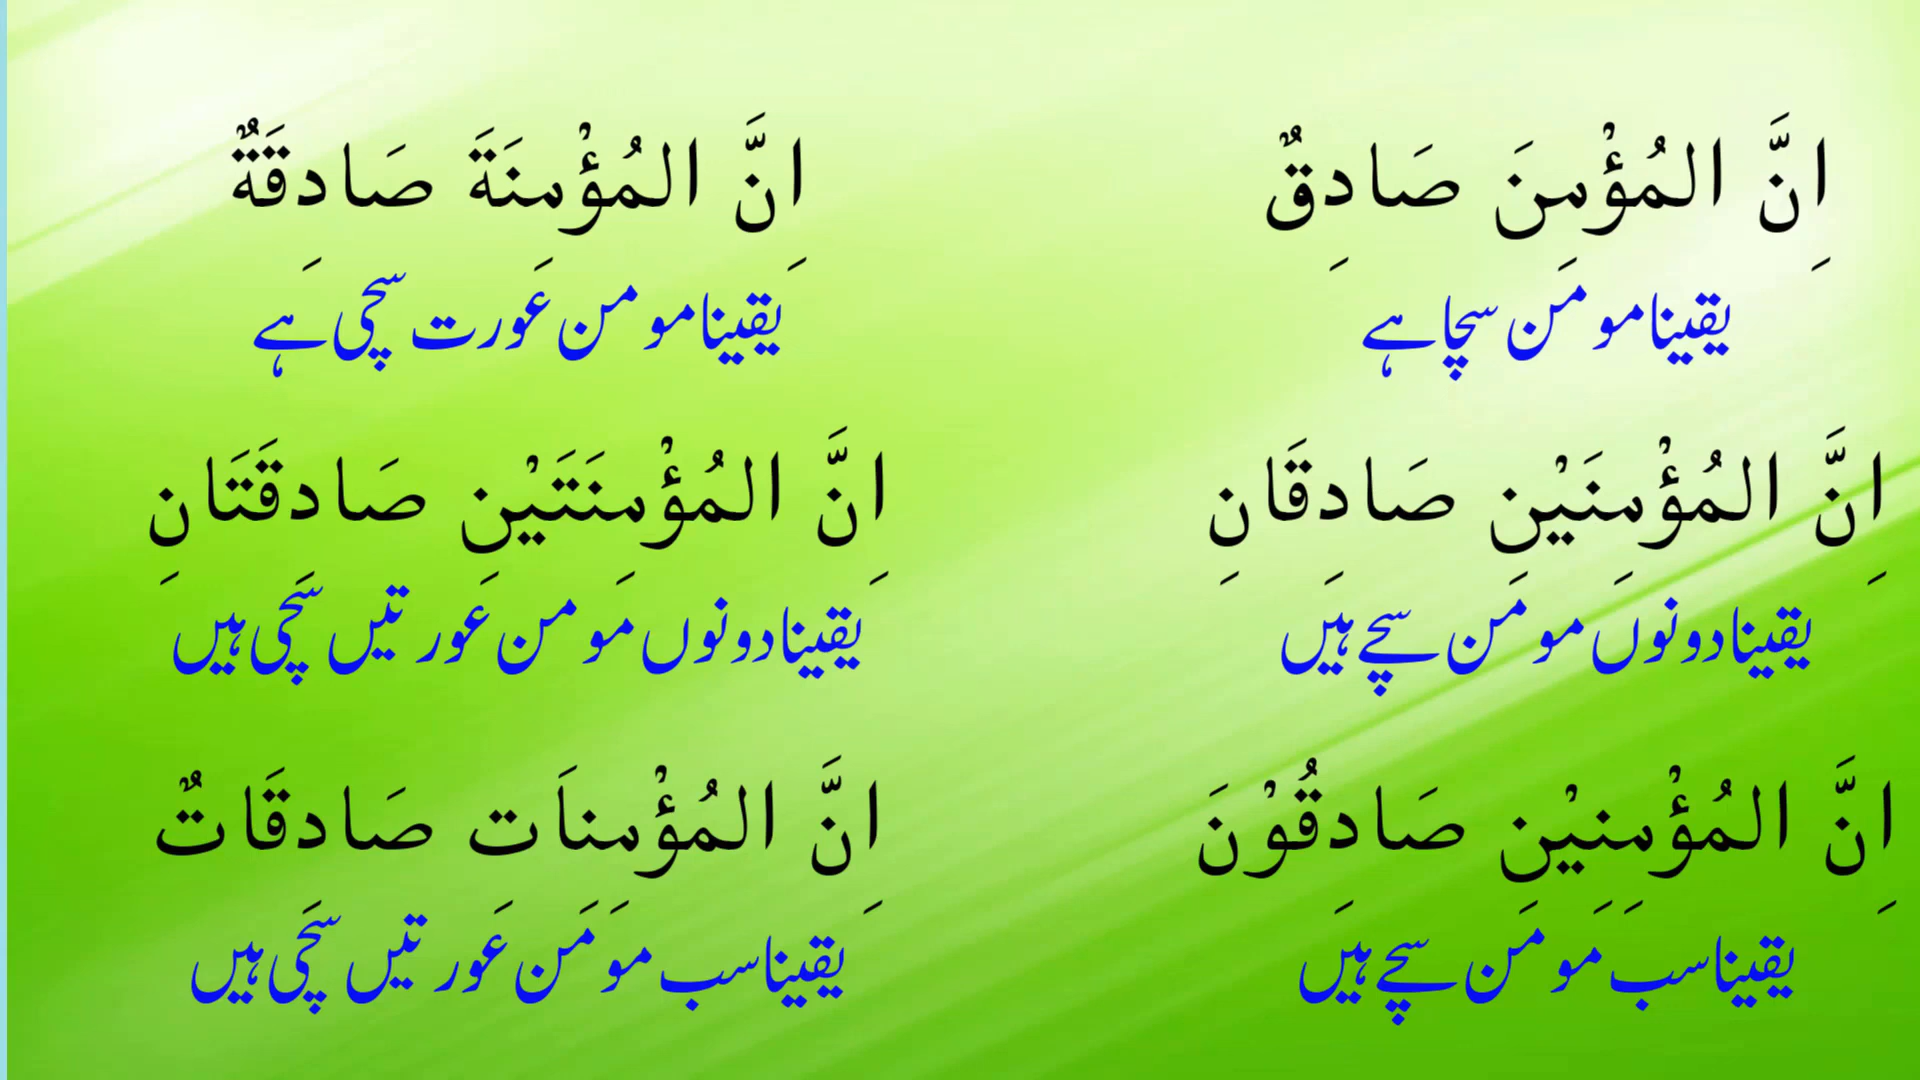 اِنَّ المُؤْمِنَ صَادِقٌ
یقینا مومن سچا ہے
اِنَّ المُؤْمِنَةَ صَادِقَةٌ
یقینا مومن عورت سچی ہے
اِنَّ المُؤْمِنَيْنِ صَادِقَانِ
یقینا دونوں مومن سچے ہیں
اِنَّ المُؤْمِنَتَيْنِ صَادِقَتَانِ
یقینا دونوں مومن عورتیں سچی ہیں
اِنَّ المُؤْمِنِيْنِ صَادِقُوْنَ
یقینا سب مومن سچے ہیں
اِنَّ المُؤْمِناَتِ صَادِقَاتٌ
یقینا سب مومن عورتیں سچی ہیں